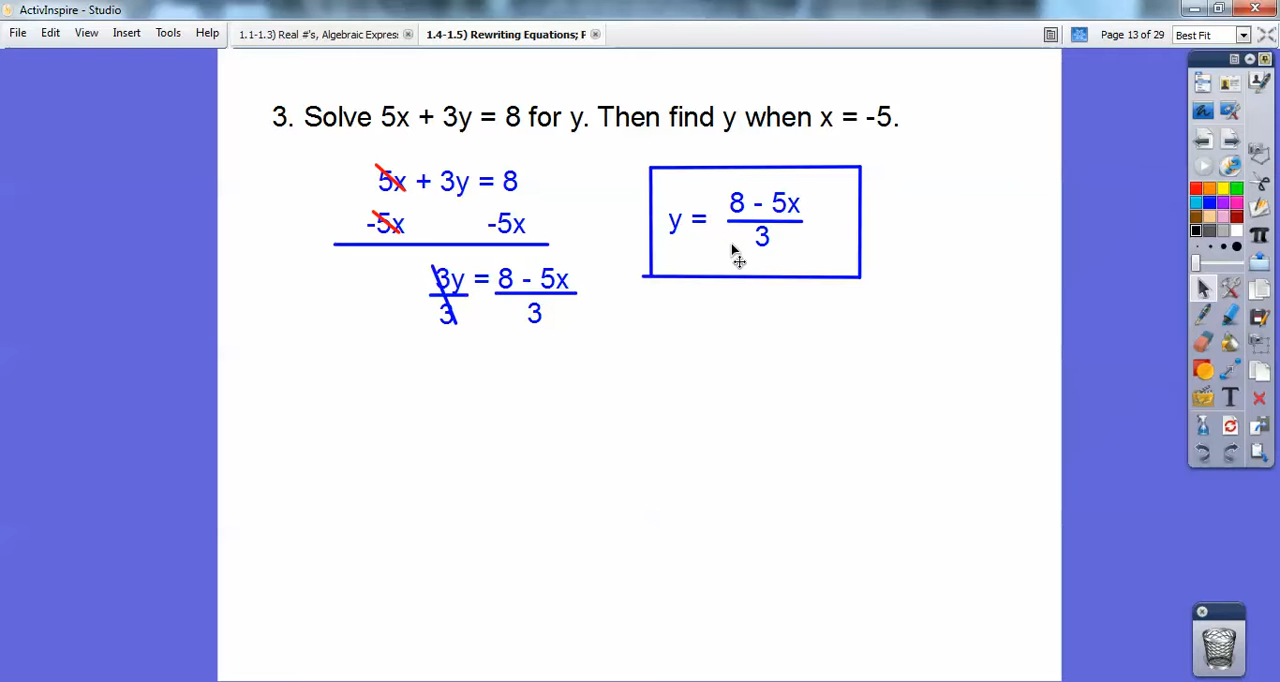 ActivInspire - Studio
File Edit View Insert Tools Help
1.1-1.3) Real #'s, Algebraic Expres:
1.4-1.5) Rewriting Equations; F
Page 13 of 29
Best Fit
3. Solve 5x + 3y = 8 for y. Then find y when x = -5.
5x + 3y = 8
-5x -5x
3y = 8 - 5x
3 3
y = 8 - 5x
3